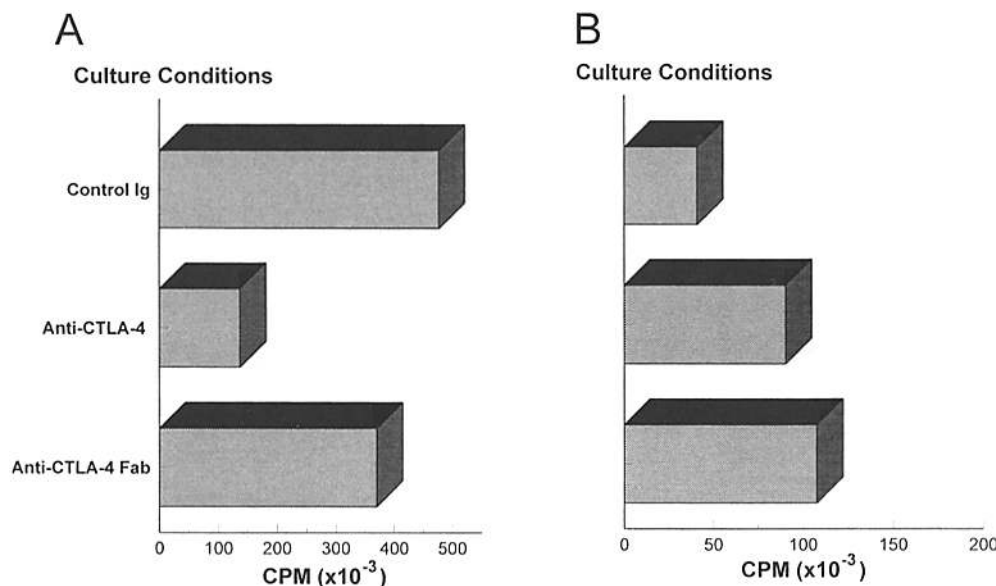 A
B
Culture Conditions
Culture Conditions
Control Ig
Anti-CTLA-4
Anti-CTLA-4 Fab
0 100 200 300 400 500
0 50 100 150 200
CPM (x10⁻³)
CPM (x10⁻³)